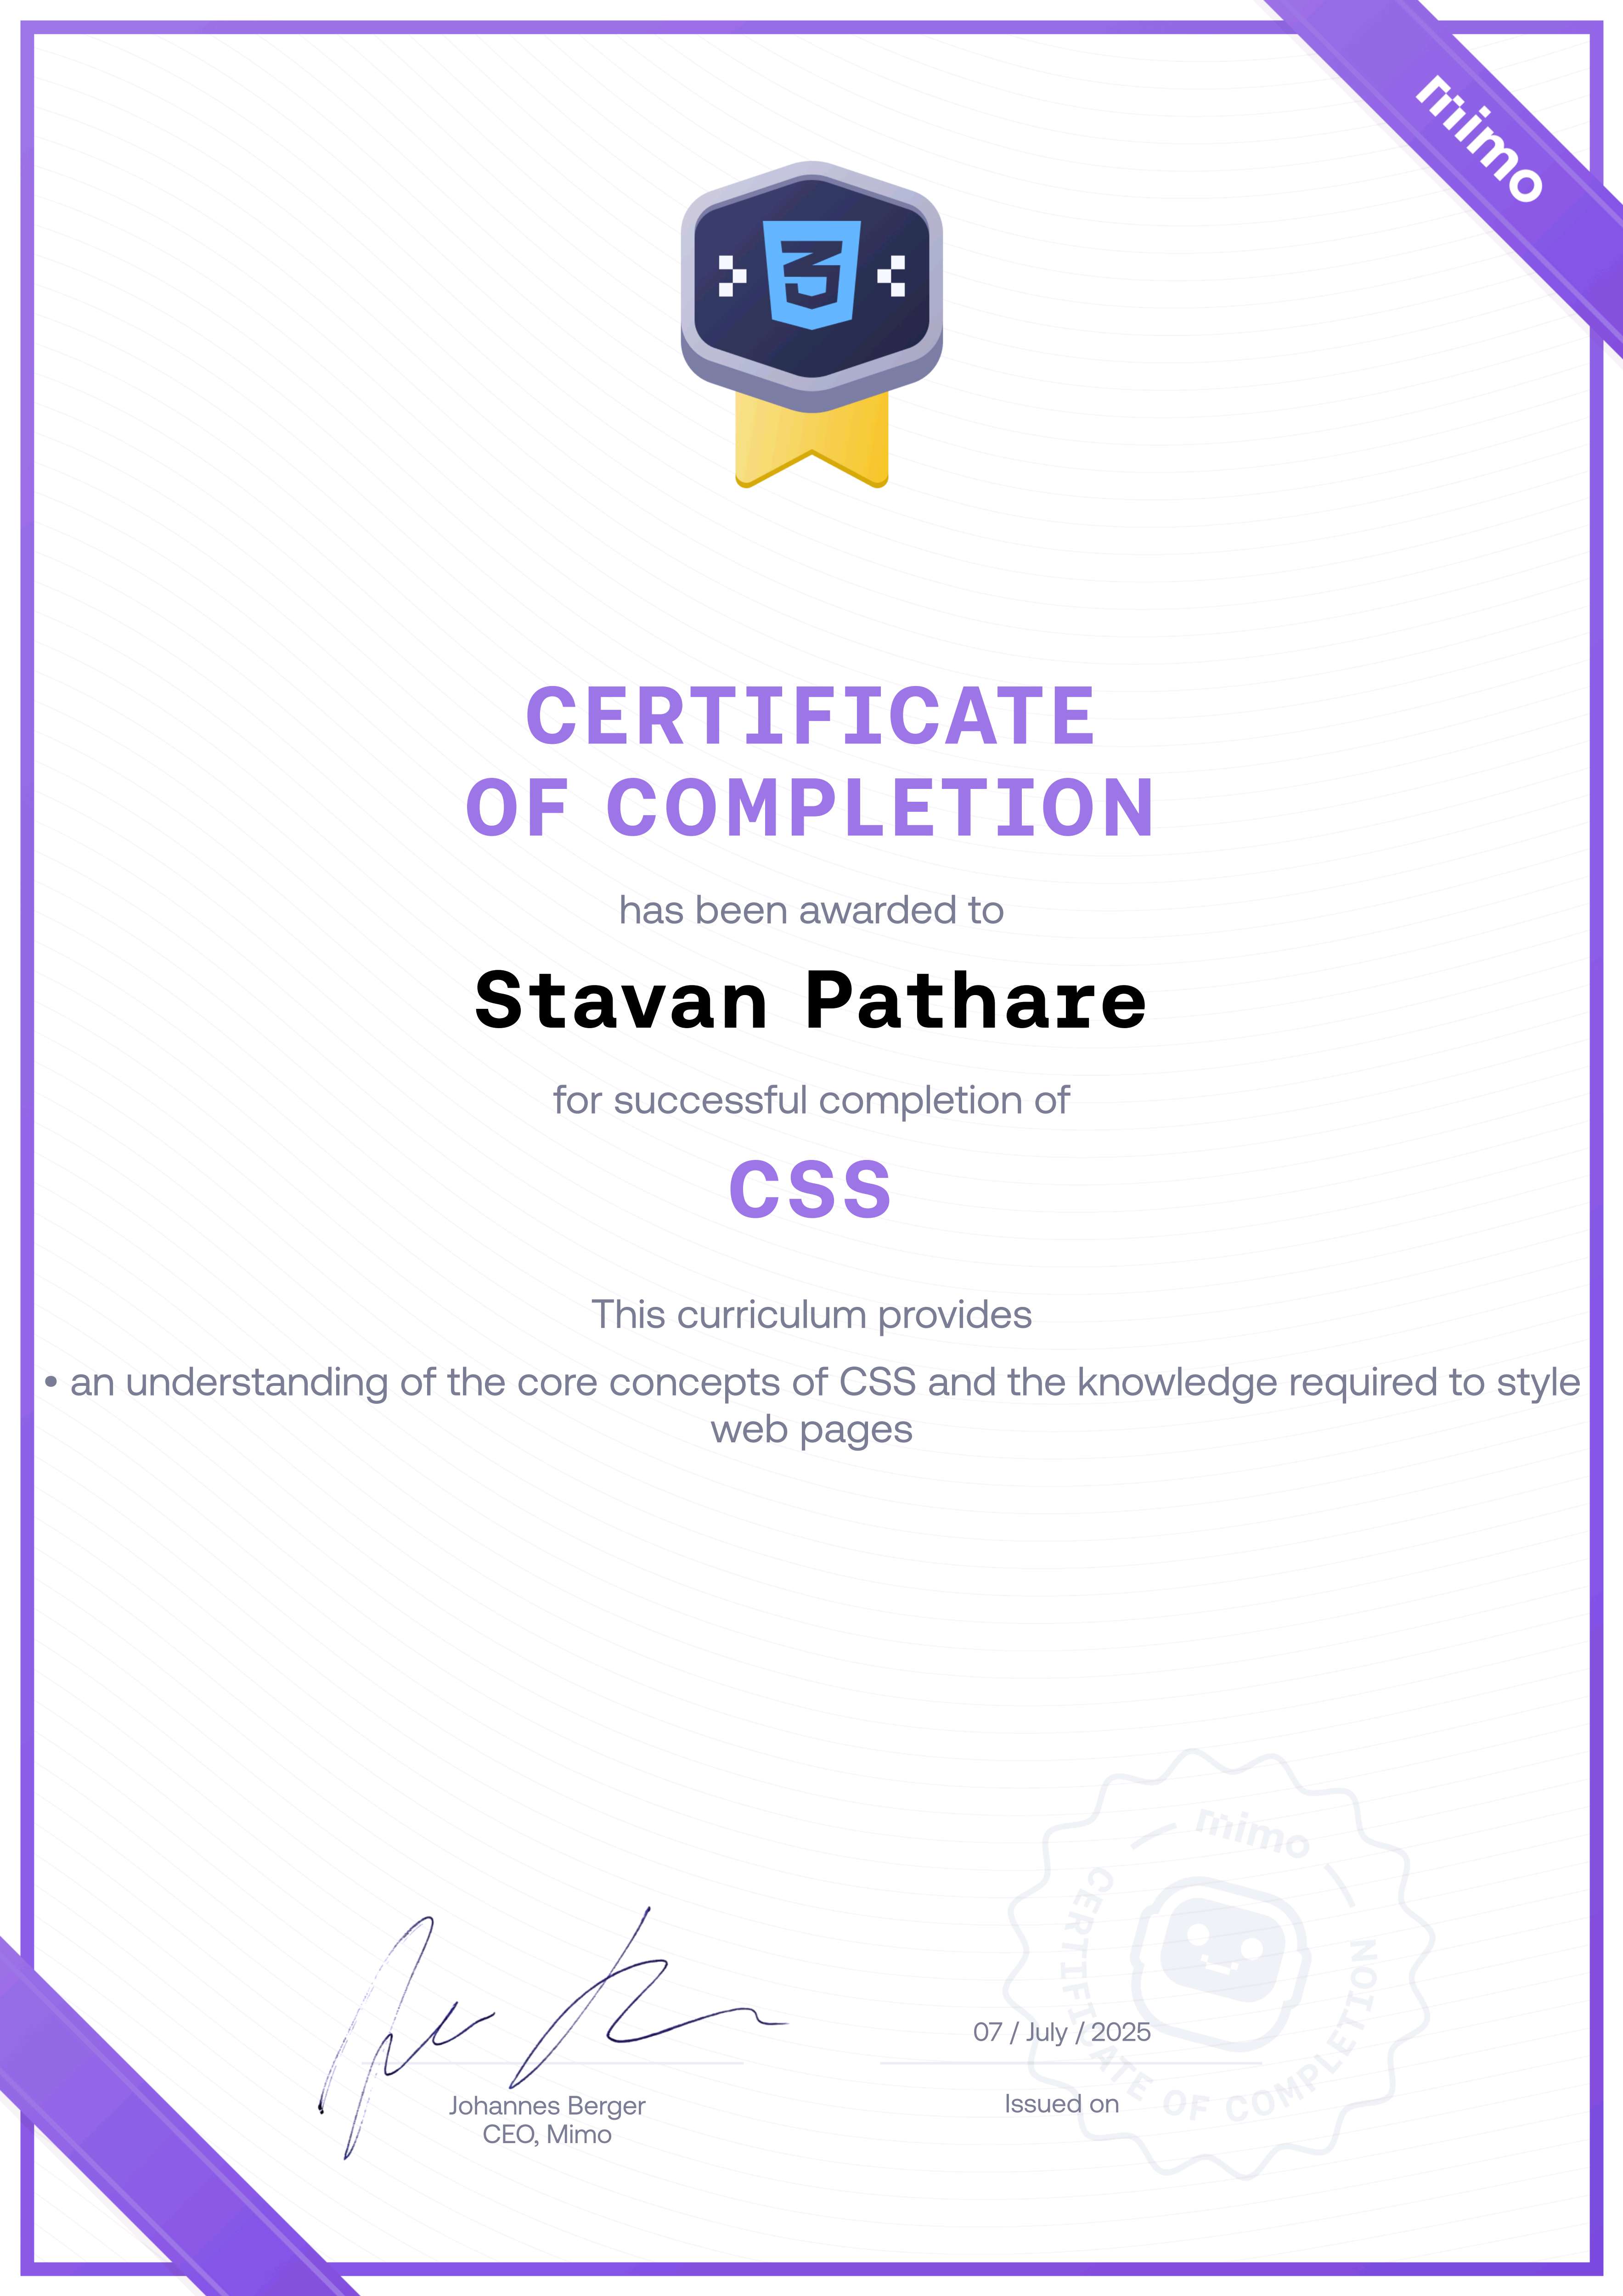 mimo
CERTIFICATE
OF COMPLETION
has been awarded to
Stavan Pathare
for successful completion of
CSS
This curriculum provides
• an understanding of the core concepts of CSS and the knowledge required to style
web pages
mimo
CERTIFICATE OF COMPLETION
07 / July / 2025
Johannes Berger
CEO, Mimo
Issued on